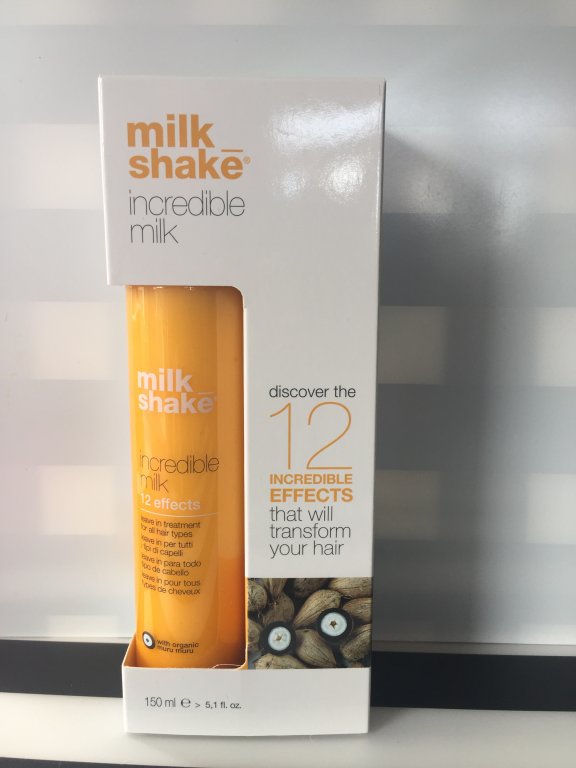 milk_
shake®
incredible
milk
milk_
shake®
incredible
milk
12 effects
leave in treatment
for all hair types
leave in per tutti
i tipi di capelli
leave in para todo
tipo de cabello
leave in pour tous
types de cheveux
with organic
muru muru
discover the
12
INCREDIBLE
EFFECTS
that will
transform
your hair
150 ml ℮ > 5,1 fl. oz.